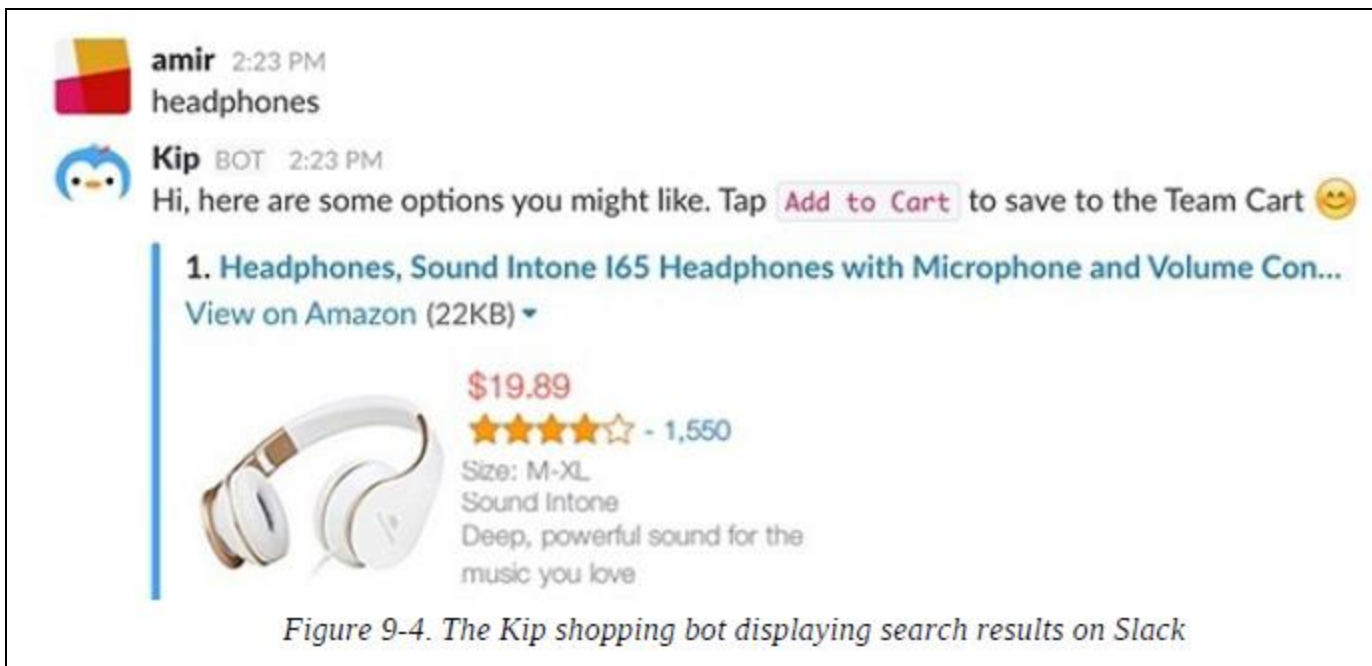 amir 2:23 PM
headphones
Kip BOT 2:23 PM
Hi, here are some options you might like. Tap Add to Cart to save to the Team Cart
1. Headphones, Sound Intone I65 Headphones with Microphone and Volume Con...
View on Amazon (22KB)
$19.89
- 1,550
Size: M-XL
Sound Intone
Deep, powerful sound for the
music you love
Figure 9-4. The Kip shopping bot displaying search results on Slack